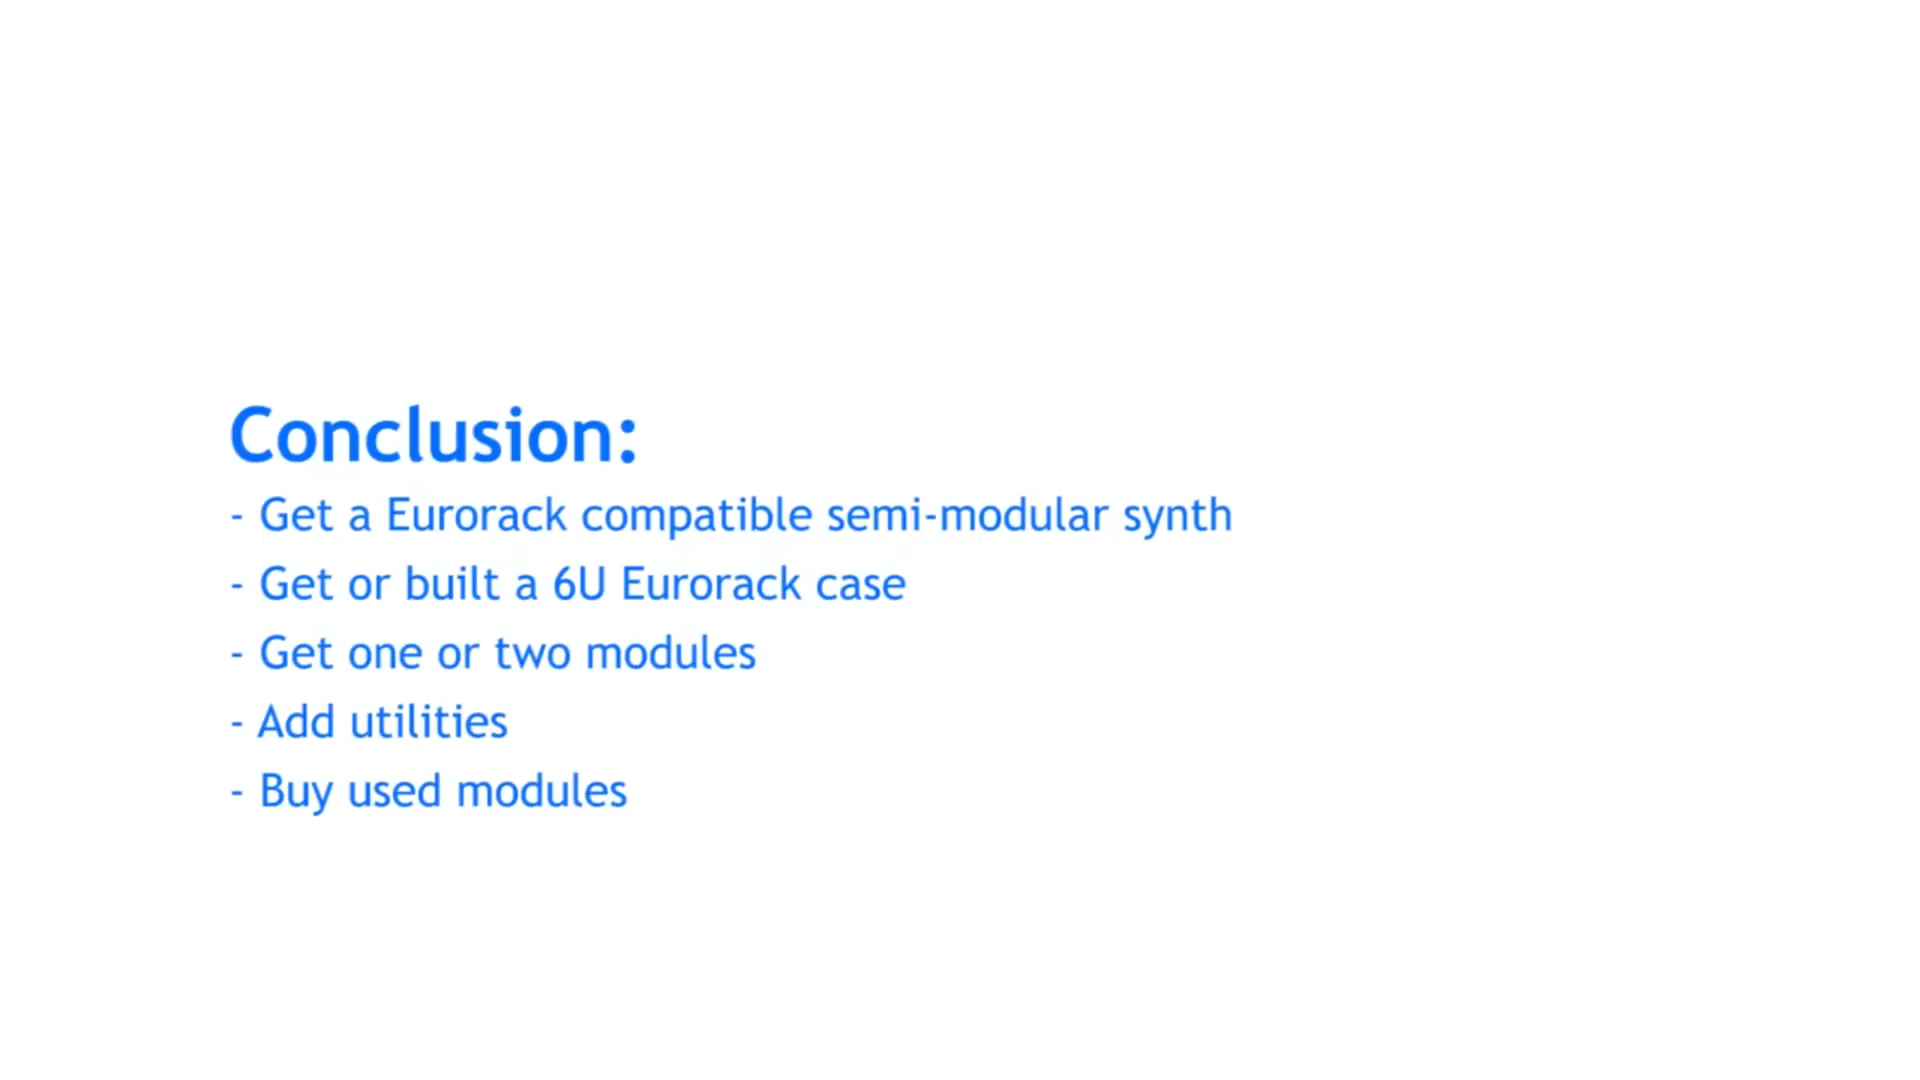 Conclusion:
- Get a Eurorack compatible semi-modular synth
- Get or built a 6U Eurorack case
- Get one or two modules
- Add utilities
- Buy used modules